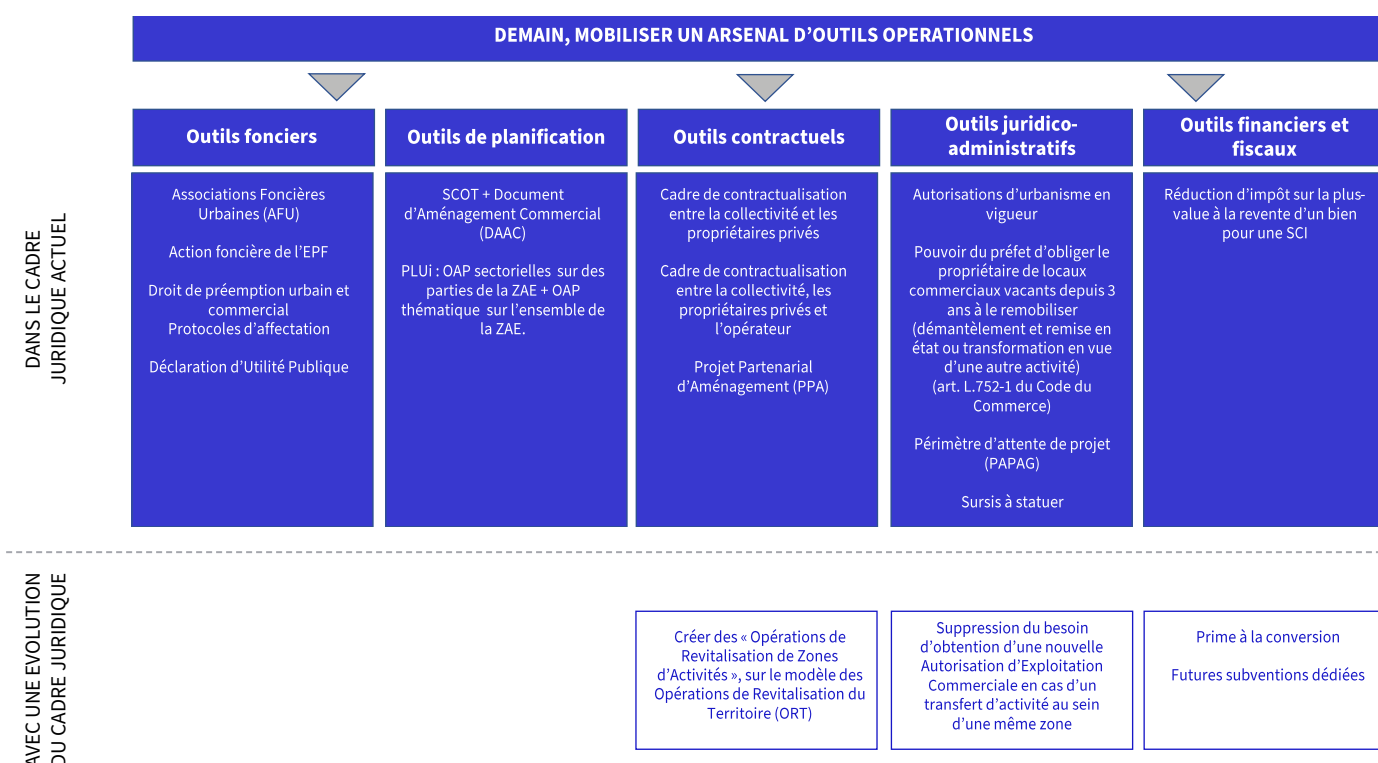 DEMAIN, MOBILISER UN ARSENAL D’OUTILS OPERATIONNELS
DANS LE CADRE
JURIDIQUE ACTUEL
Outils fonciers
Associations Foncières
Urbaines (AFU)
Action foncière de l’EPF
Droit de préemption urbain et
commercial
Protocoles d’affectation
Déclaration d’Utilité Publique
Outils de planification
SCOT + Document
d’Aménagement Commercial
(DAAC)
PLUi : OAP sectorielles sur des
parties de la ZAE + OAP
thématique sur l’ensemble de
la ZAE.
Outils contractuels
Cadre de contractualisation
entre la collectivité et les
propriétaires privés
Cadre de contractualisation
entre la collectivité, les
propriétaires privés et
l’opérateur
Projet Partenarial
d’Aménagement (PPA)
Outils juridico-
administratifs
Autorisations d’urbanisme en
vigueur
Pouvoir du préfet d’obliger le
propriétaire de locaux
commerciaux vacants depuis 3
ans à le remobiliser
(démantèlement et remise en
état ou transformation en vue
d’une autre activité)
(art. L.752-1 du Code du
Commerce)
Périmètre d’attente de projet
(PAPAG)
Sursis à statuer
Outils financiers et
fiscaux
Réduction d’impôt sur la plus-
value à la revente d’un bien
pour une SCI
AVEC UNE EVOLUTION
DU CADRE JURIDIQUE
Créer des « Opérations de
Revitalisation de Zones
d’Activités », sur le modèle des
Opérations de Revitalisation du
Territoire (ORT)
Suppression du besoin
d’obtention d’une nouvelle
Autorisation d’Exploitation
Commerciale en cas d’un
transfert d’activité au sein
d’une même zone
Prime à la conversion
Futures subventions dédiées